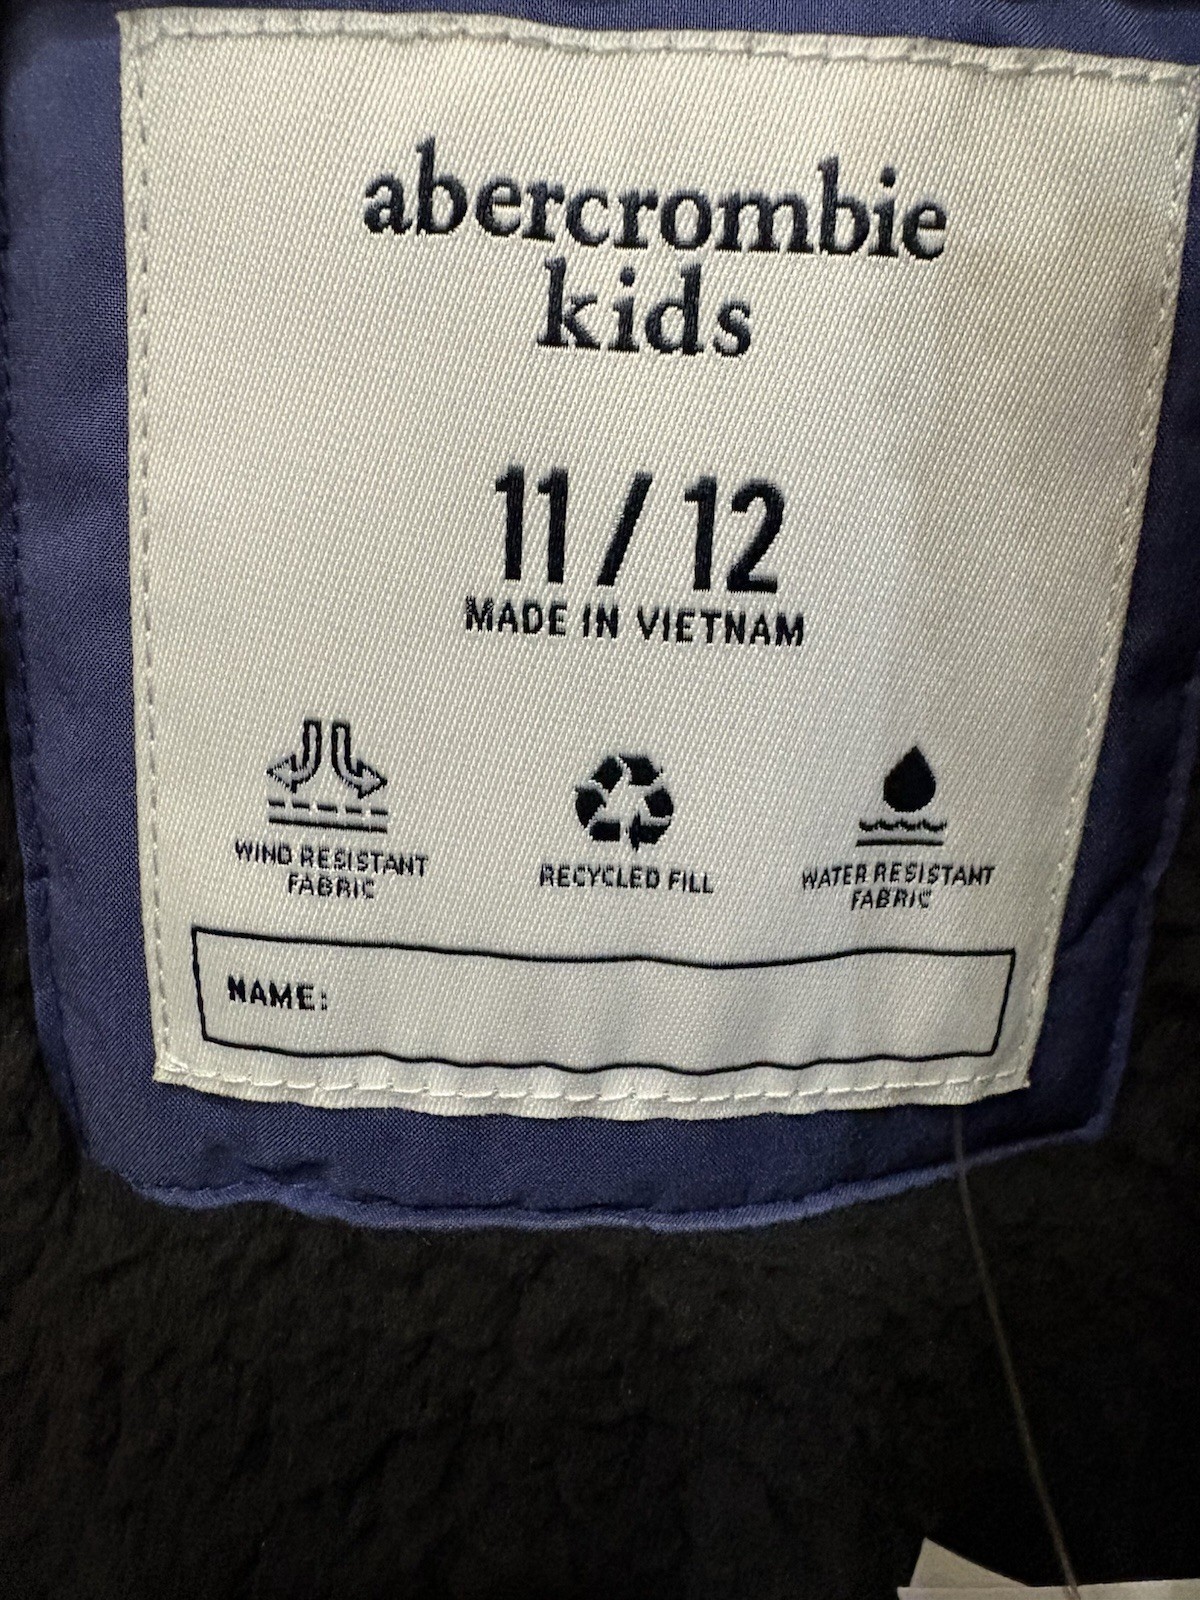 abercrombie
kids
11 / 12
MADE IN VIETNAM
WIND RESISTANT
FABRIC
RECYCLED FILL
WATER RESISTANT
FABRIC
NAME: